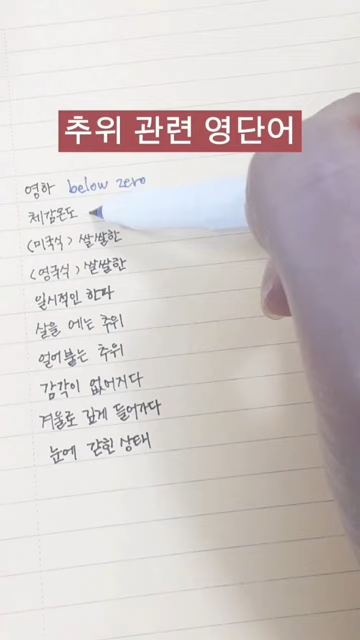 추위 관련 영단어
영하 below zero
체감온도
(미국식) 쌀쌀한
(영국식) 쌀쌀한
일시적인 한파
살을 에는 추위
얼어붙는 추위
감각이 없어지다
겨울로 깊게 들어가다
눈에 갇힌 상태